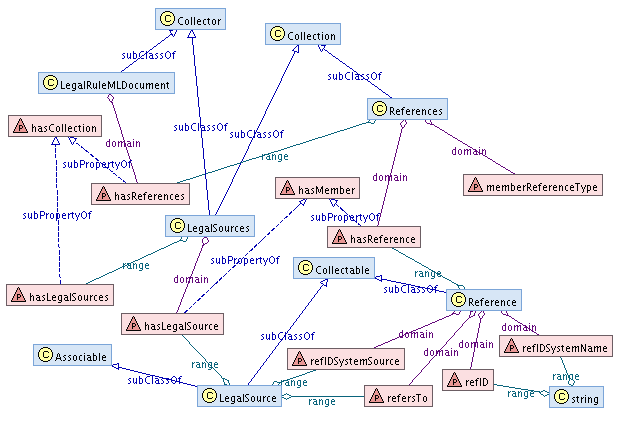 C Collector
C Collection
subClassOf
subClassOf
C LegalRuleMLDocument
C References
P hasCollection
subClassOf
subClassOf
domain
range
domain
subPropertyOf
domain
P hasReferences
P hasMember
P memberReferenceType
subPropertyOf
subPropertyOf
C LegalSources
P hasReference
range
domain
subPropertyOf
C Collectable
range
P hasLegalSources
subClassOf
C Reference
P hasLegalSource
subClassOf
domain
domain
domain
domain
P refIDSystemName
C Associable
P refIDSystemSource
range
subClassOf
range
P refID
range
range
C LegalSource
range
P refersTo
C string